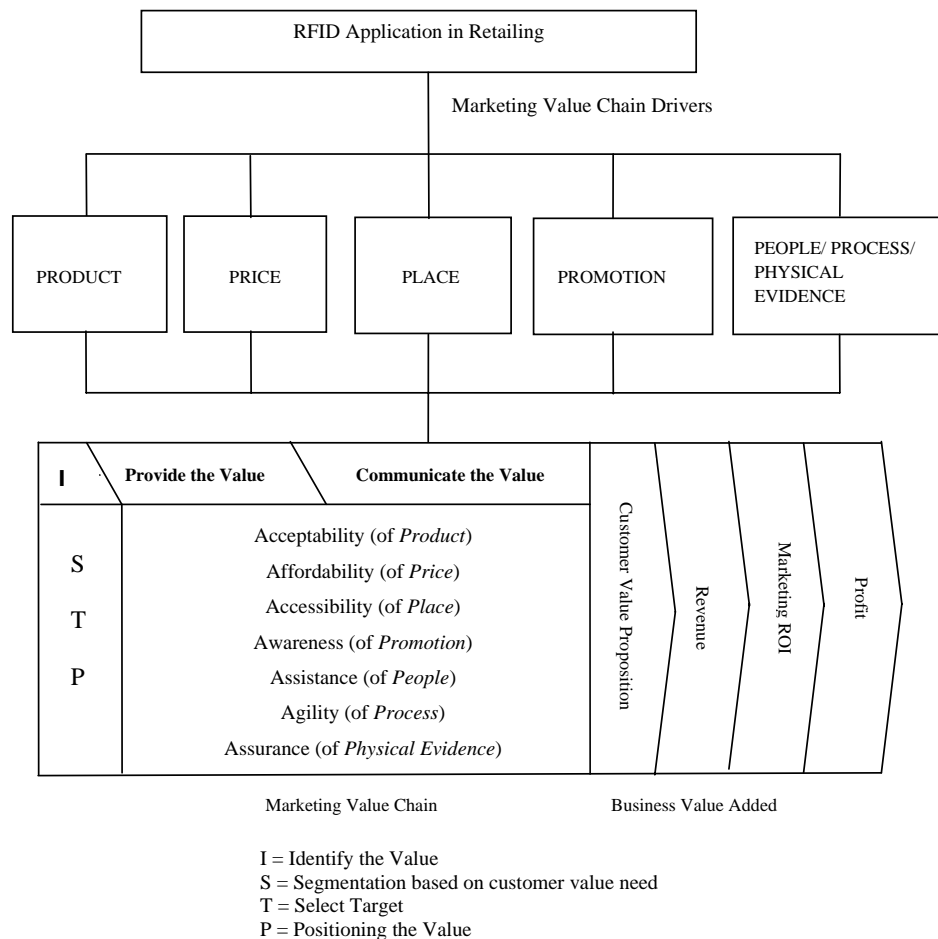 RFID Application in Retailing
Marketing Value Chain Drivers
PRODUCT
PRICE
PLACE
PROMOTION
PEOPLE/ PROCESS/
PHYSICAL
EVIDENCE
I
Provide the Value
Communicate the Value
S
T
P
Acceptability (of Product)
Affordability (of Price)
Accessibility (of Place)
Awareness (of Promotion)
Assistance (of People)
Agility (of Process)
Assurance (of Physical Evidence)
Customer Value Proposition
Revenue
Marketing ROI
Profit
Marketing Value Chain
Business Value Added
I = Identify the Value
S = Segmentation based on customer value need
T = Select Target
P = Positioning the Value